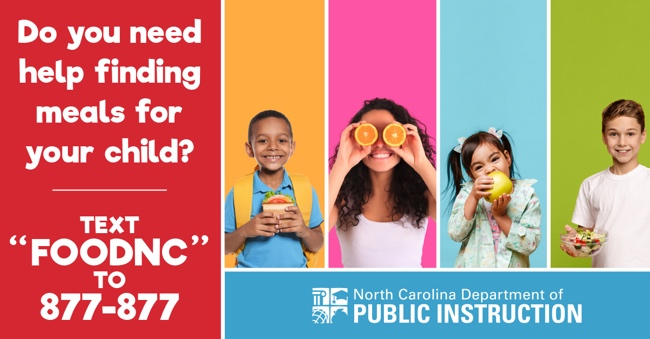 Do you need
help finding
meals for
your child?
TEXT
“FOODNC”
TO
877-877
North Carolina Department of
PUBLIC INSTRUCTION